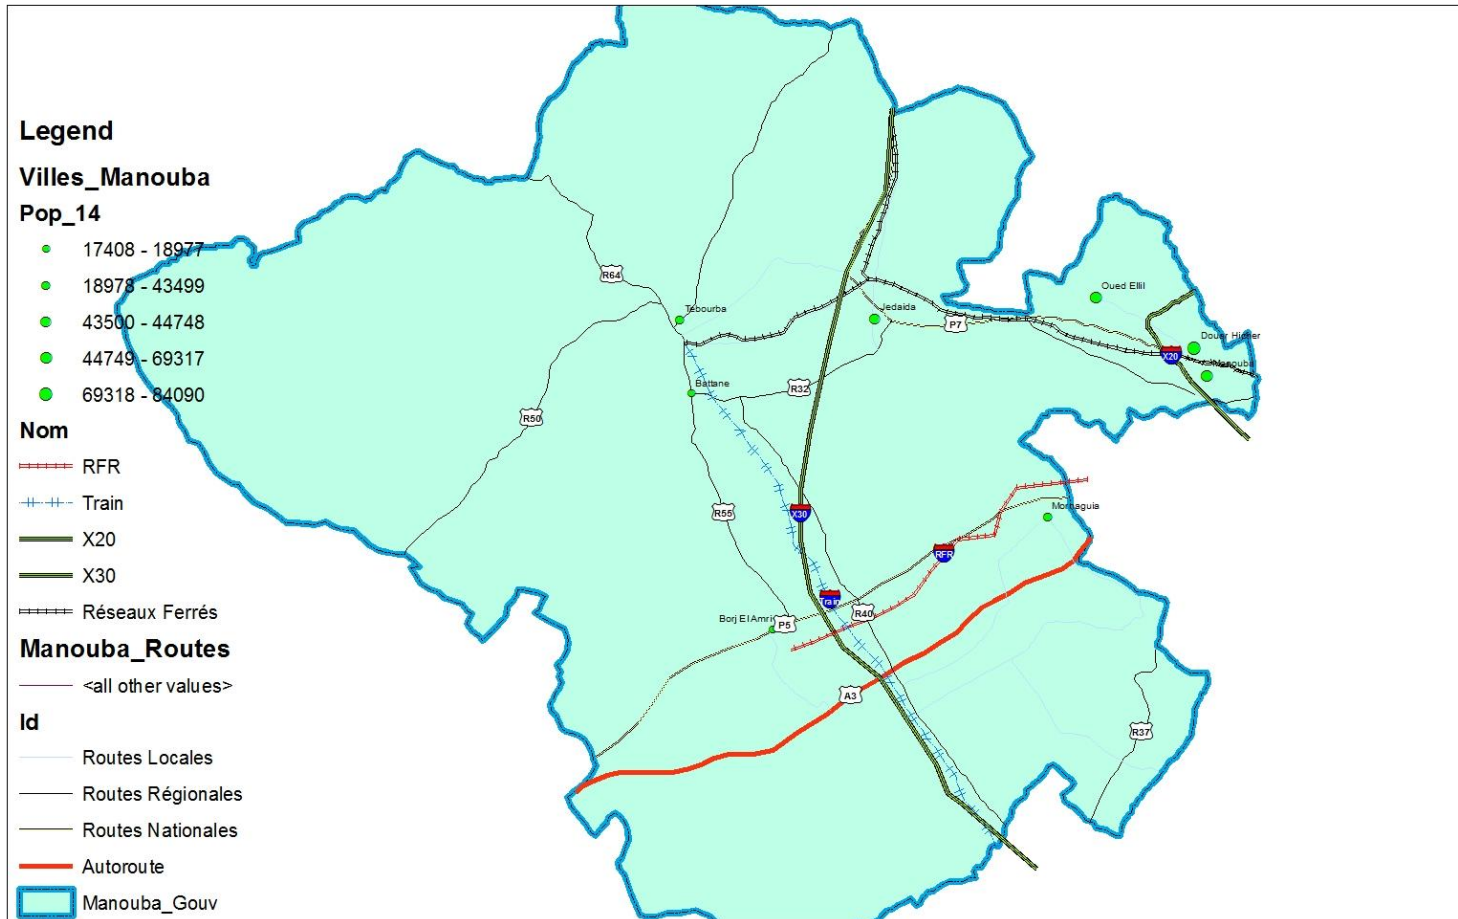 Legend
Villes_Manouba
Pop_14
17408 - 18977
18978 - 43499
43500 - 44748
44749 - 69317
69318 - 84090
Nom
RFR
Train
X20
X30
Réseaux Ferrés
Manouba_Routes
<all other values>
Id
Routes Locales
Routes Régionales
Routes Nationales
Autoroute
Manouba_Gouv
R64
Tebourba
Jedaida
P7
Oued Ellil
Douar Hicher
X20
Manouba
Battane
R32
R50
R55
X30
Mornaguia
RFR
Train
R40
Borj El Amri
P5
A3
R37